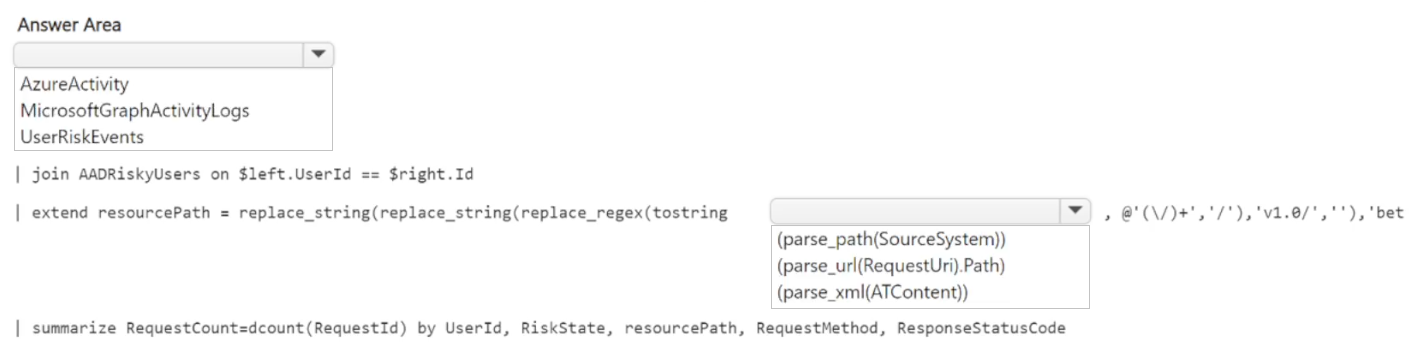 Answer Area
AzureActivity
MicrosoftGraphActivityLogs
UserRiskEvents
| join AADRiskyUsers on $left.UserId == $right.Id
| extend resourcePath = replace_string(replace_string(replace_regex(tostring , @'(\/)+','/'),'v1.0/',''),'bet
(parse_path(SourceSystem))
(parse_url(RequestUri).Path)
(parse_xml(ATContent))
| summarize RequestCount=dcount(RequestId) by UserId, RiskState, resourcePath, RequestMethod, ResponseStatusCode